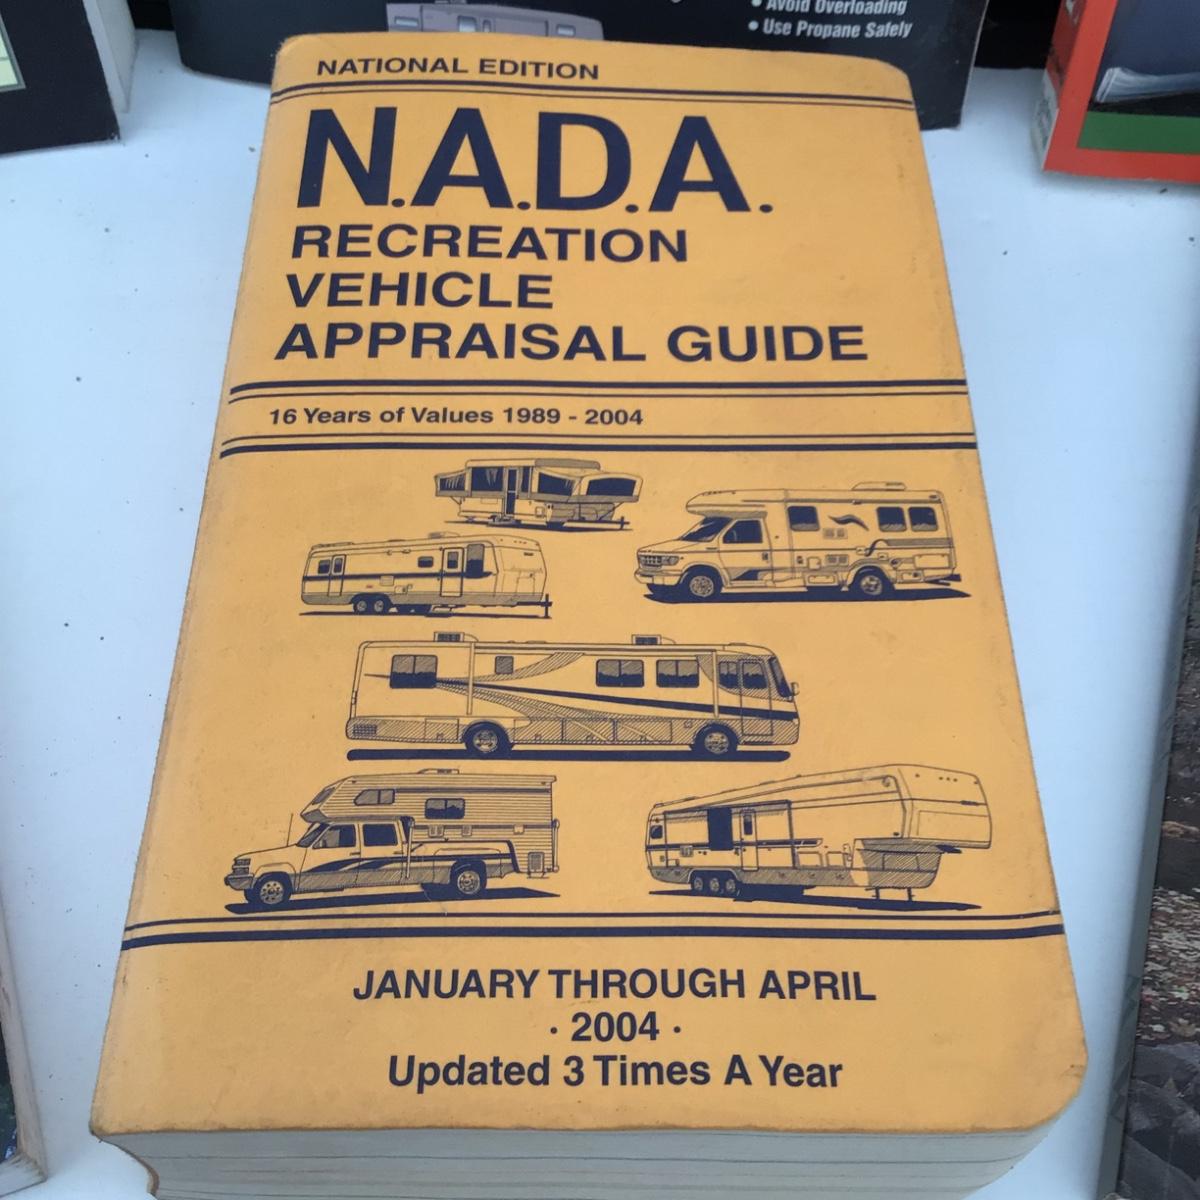 • Avoid Overloading
• Use Propane Safely
NATIONAL EDITION
N.A.D.A.
RECREATION
VEHICLE
APPRAISAL GUIDE
16 Years of Values 1989 - 2004
JANUARY THROUGH APRIL
· 2004 ·
Updated 3 Times A Year